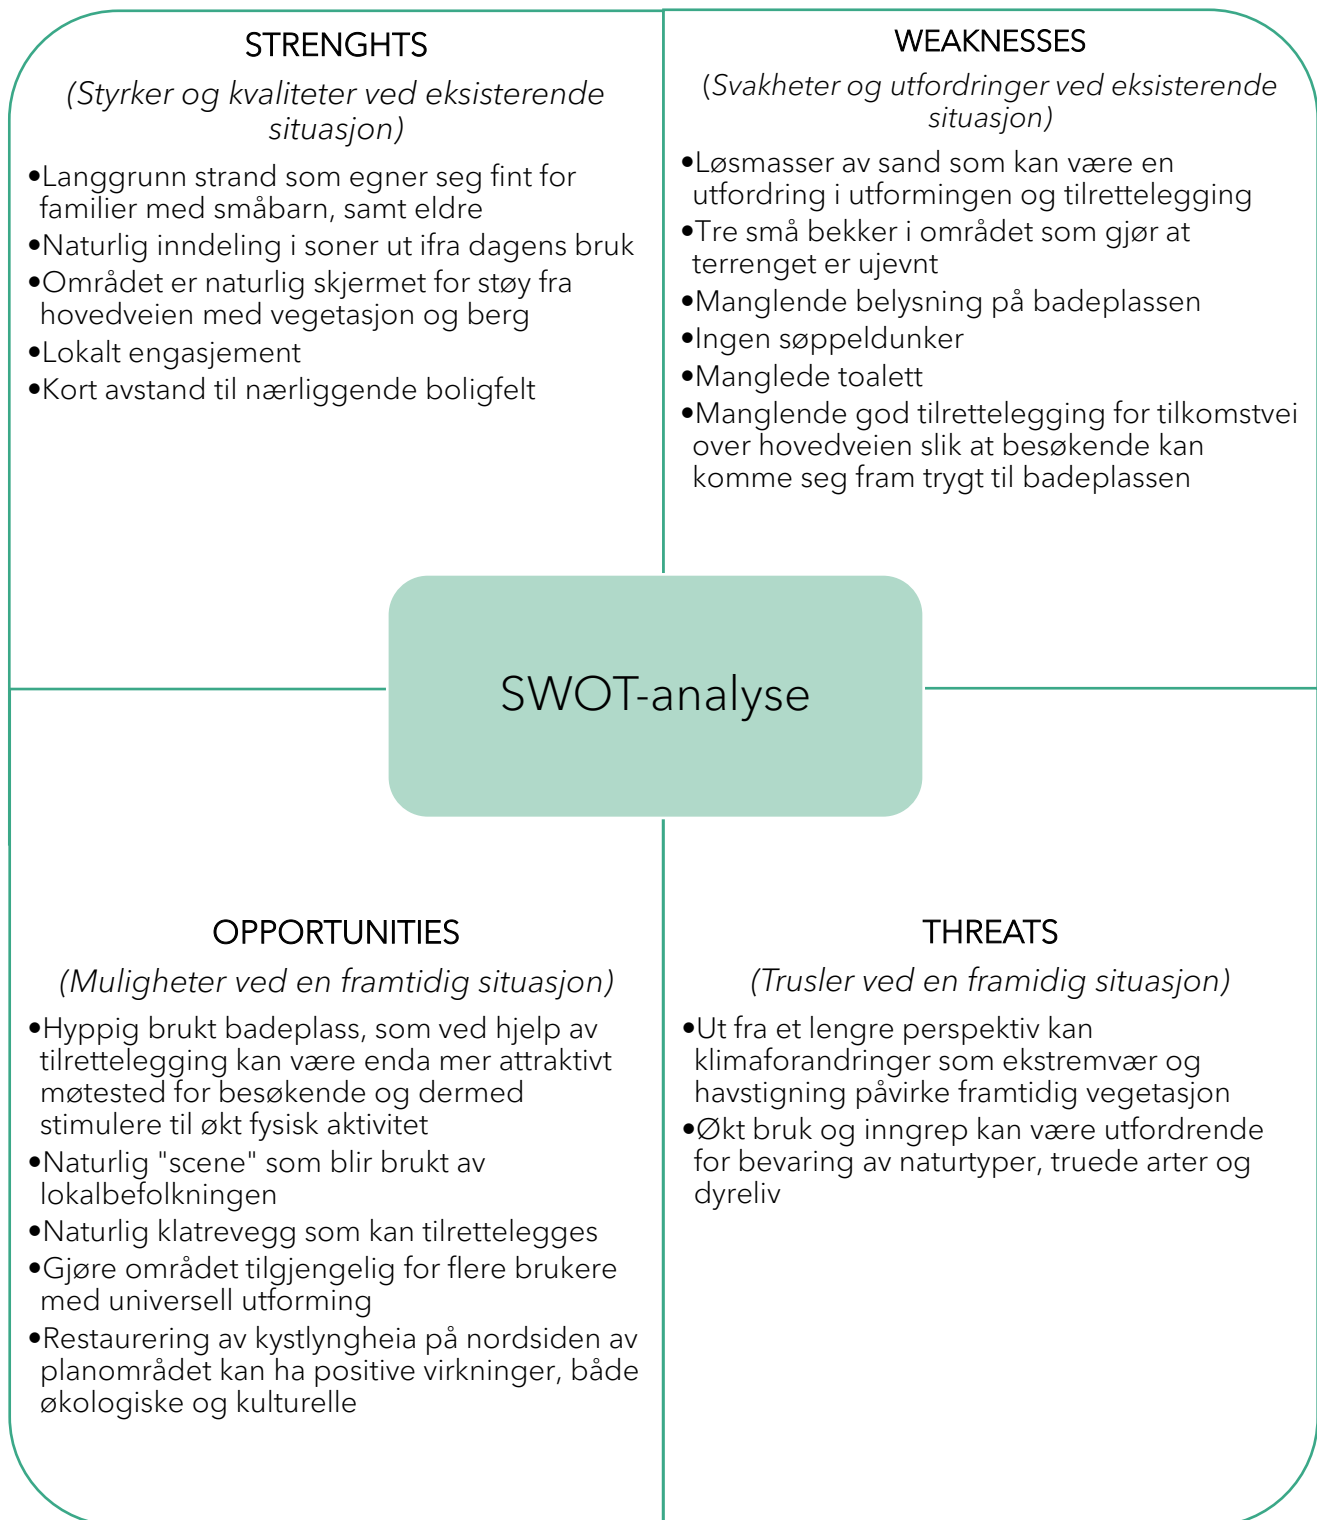 STRENGHTS
(Styrker og kvaliteter ved eksisterende
situasjon)
•Langgrunn strand som egner seg fint for
familier med småbarn, samt eldre
•Naturlig inndeling i soner ut ifra dagens bruk
•Området er naturlig skjermet for støy fra
hovedveien med vegetasjon og berg
•Lokalt engasjement
•Kort avstand til nærliggende boligfelt
WEAKNESSES
(Svakheter og utfordringer ved eksisterende
situasjon)
•Løsmasser av sand som kan være en
utfordring i utformingen og tilrettelegging
•Tre små bekker i området som gjør at
terrenget er ujevnt
•Manglende belysning på badeplassen
•Ingen søppeldunker
•Manglede toalett
•Manglende god tilrettelegging for tilkomstvei
over hovedveien slik at besøkende kan
komme seg fram trygt til badeplassen
SWOT-analyse
OPPORTUNITIES
(Muligheter ved en framtidig situasjon)
•Hyppig brukt badeplass, som ved hjelp av
tilrettelegging kan være enda mer attraktivt
møtested for besøkende og dermed
stimulere til økt fysisk aktivitet
•Naturlig "scene" som blir brukt av
lokalbefolkningen
•Naturlig klatrevegg som kan tilrettelegges
•Gjøre området tilgjengelig for flere brukere
med universell utforming
•Restaurering av kystlyngheia på nordsiden av
planområdet kan ha positive virkninger, både
økologiske og kulturelle
THREATS
(Trusler ved en framidig situasjon)
•Ut fra et lengre perspektiv kan
klimaforandringer som ekstremvær og
havstigning påvirke framtidig vegetasjon
•Økt bruk og inngrep kan være utfordrende
for bevaring av naturtyper, truede arter og
dyreliv